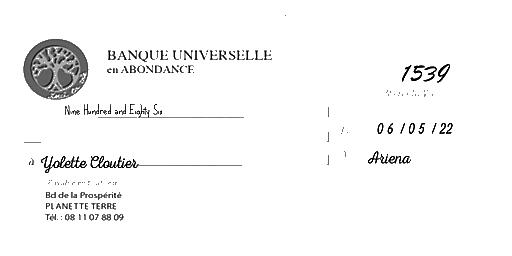 BANQUE UNIVERSELLE
en ABONDANCE
1539
Nine Hundred and Eighty Six
06/05/22
à Yolette Cloutier
Ariena
Bd de la Prospérité
PLANETTE TERRE
Tél. : 08 11 07 88 09